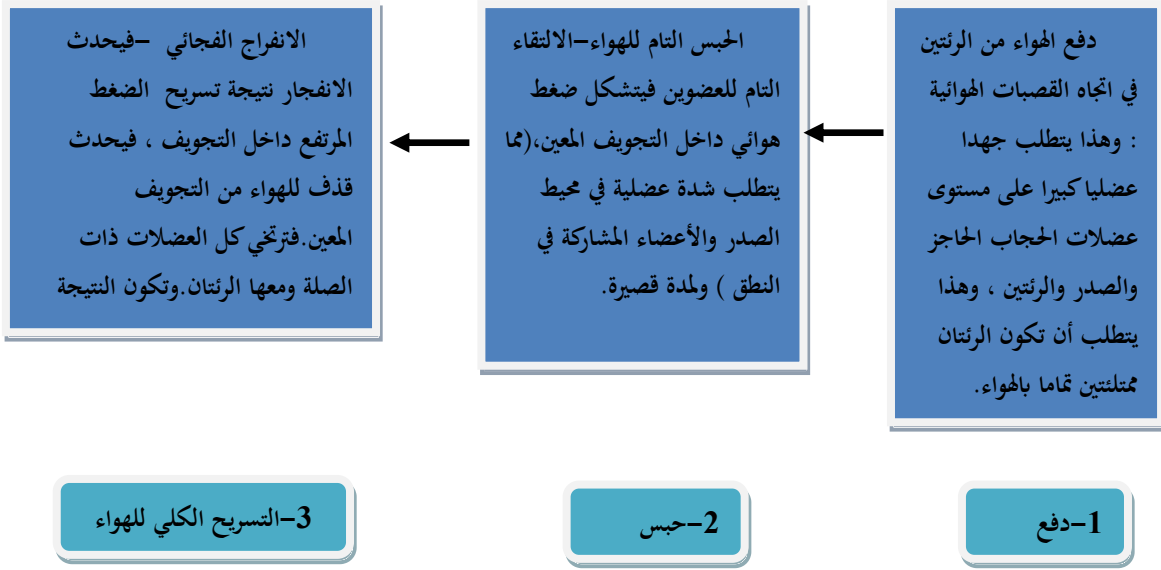 دفع الهواء من الرئتين
في اتجاه القصبات الهوائية
: وهذا يتطلب جهدا
عضليا كبيرا على مستوى
عضلات الحجاب الحاجز
والصدر والرئتين ، وهذا
يتطلب أن تكون الرئتان
ممتلئتين تماما بالهواء.
الحبس التام للهواء–الالتقاء
التام للعضوين فيتشكل ضغط
هوائي داخل التجويف المعين،(مما
يتطلب شدة عضلية في محيط
الصدر والأعضاء المشاركة في
النطق ) ولمدة قصيرة.
الانفراج الفجائي –فيحدث
الانفجار نتيجة تسريح الضغط
المرتفع داخل التجويف ، فيحدث
قذف للهواء من التجويف
المعين.فترتخي كل العضلات ذات
الصلة ومعها الرئتان.وتكون النتيجة
1–دفع
2–حبس
3–التسريح الكلي للهواء